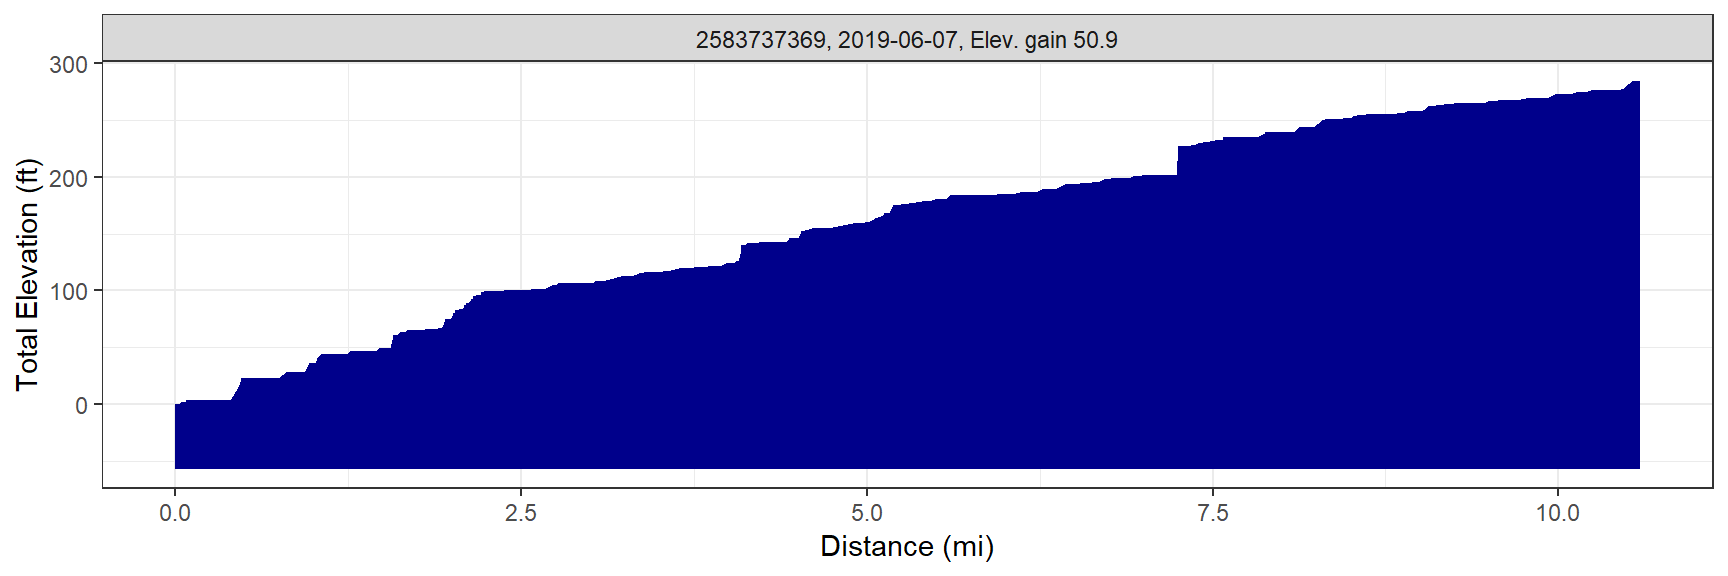 2583737369, 2019-06-07, Elev. gain 50.9
300
200
100
0
Total Elevation (ft)
0.0 2.5 5.0 7.5 10.0
Distance (mi)